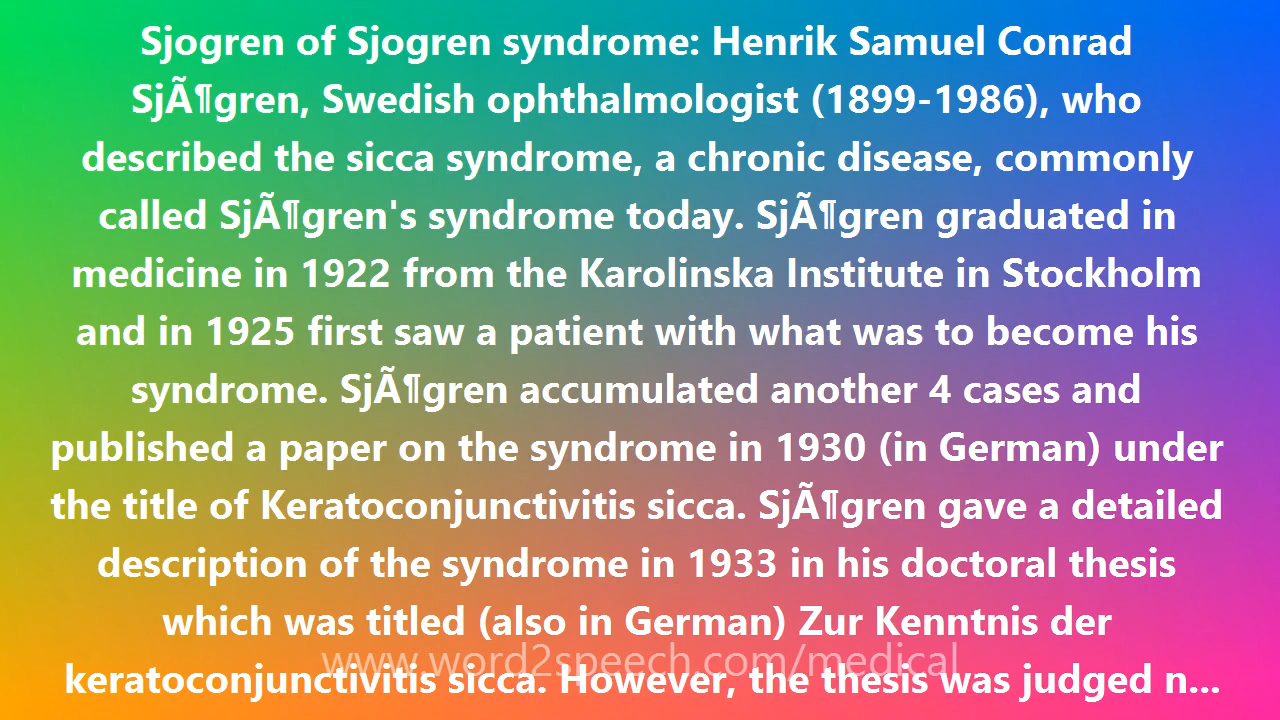 Sjogren of Sjogren syndrome: Henrik Samuel Conrad
SjÃ¶gren, Swedish ophthalmologist (1899-1986), who
described the sicca syndrome, a chronic disease, commonly
called SjÃ¶gren's syndrome today. SjÃ¶gren graduated in
medicine in 1922 from the Karolinska Institute in Stockholm
and in 1925 first saw a patient with what was to become his
syndrome. SjÃ¶gren accumulated another 4 cases and
published a paper on the syndrome in 1930 (in German) under
the title of Keratoconjunctivitis sicca. SjÃ¶gren gave a detailed
description of the syndrome in 1933 in his doctoral thesis
which was titled (also in German) Zur Kenntnis der
www.word2speech.com/medical
keratoconjunctivitis sicca. However, the thesis was judged n...